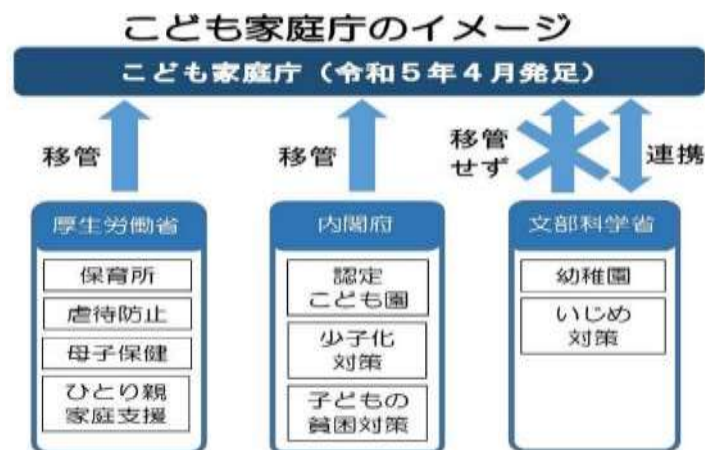 こども家庭庁のイメージ
こども家庭庁（令和５年４月発足）
移管
移管
移管
せず
連携
厚生労働省
保育所
虐待防止
母子保健
ひとり親
家庭支援
内閣府
認定
こども園
少子化
対策
子どもの
貧困対策
文部科学省
幼稚園
いじめ
対策